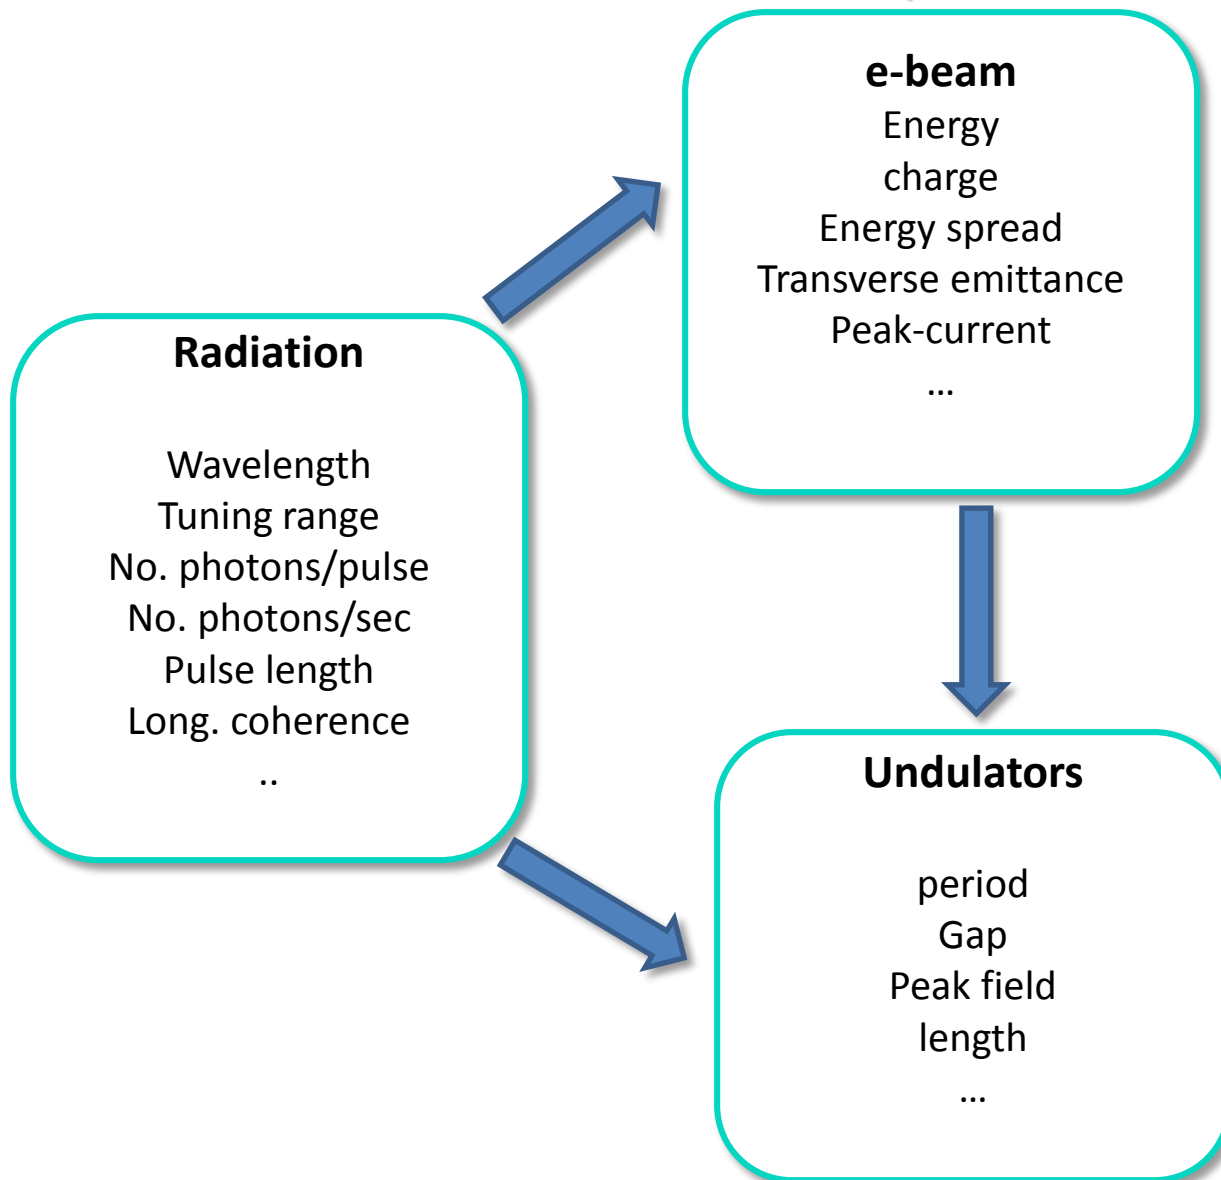 e-beam
Energy
charge
Energy spread
Transverse emittance
Peak-current
...
Radiation
Wavelength
Tuning range
No. photons/pulse
No. photons/sec
Pulse length
Long. coherence
..
Undulators
period
Gap
Peak field
length
...